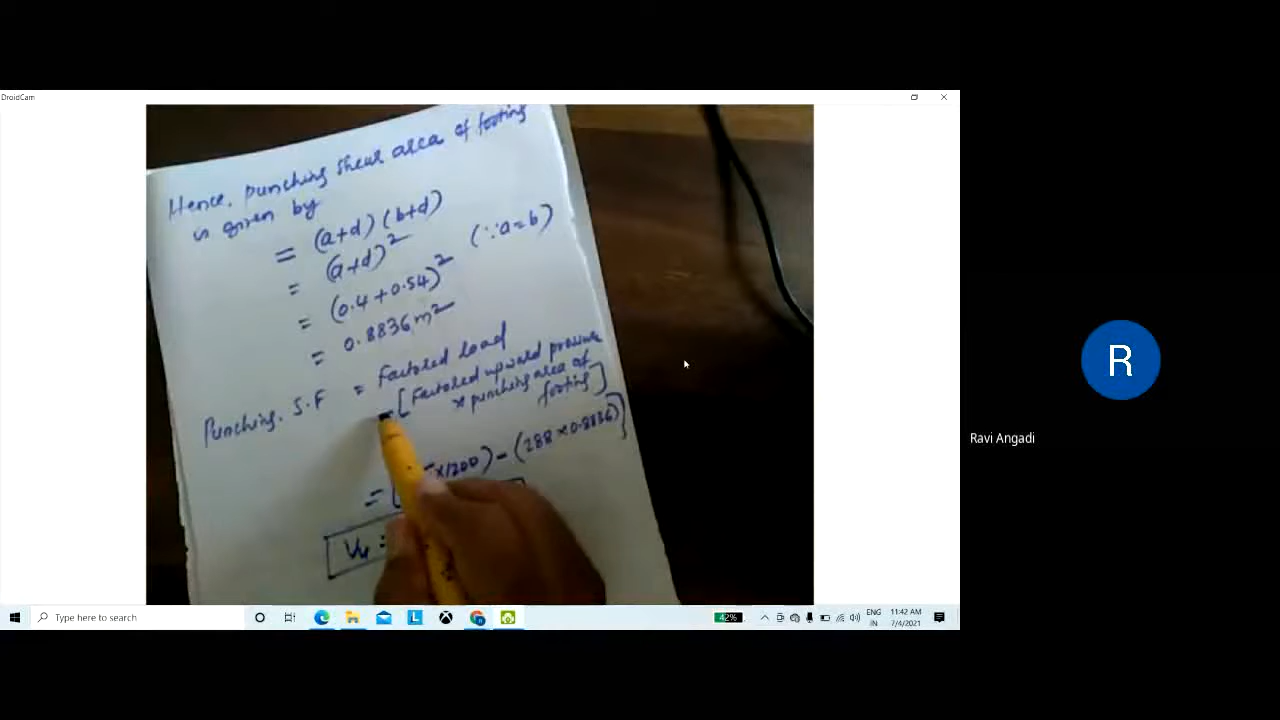 DroidCam
Hence, punching shear area of footing
is given by
= (a+d) (b+d)
= (a+d)² (∵ a=b)
= (0.4 + 0.54)²
= 0.8836 m²
Punching. S.F = Factored load
- [Factored upward pressure
× punching area of
footing]
= ×1200) - (288 × 0.8836)}
Vu =
R
Ravi Angadi
Type here to search
42%
ENG
IN
11:42 AM
7/4/2021